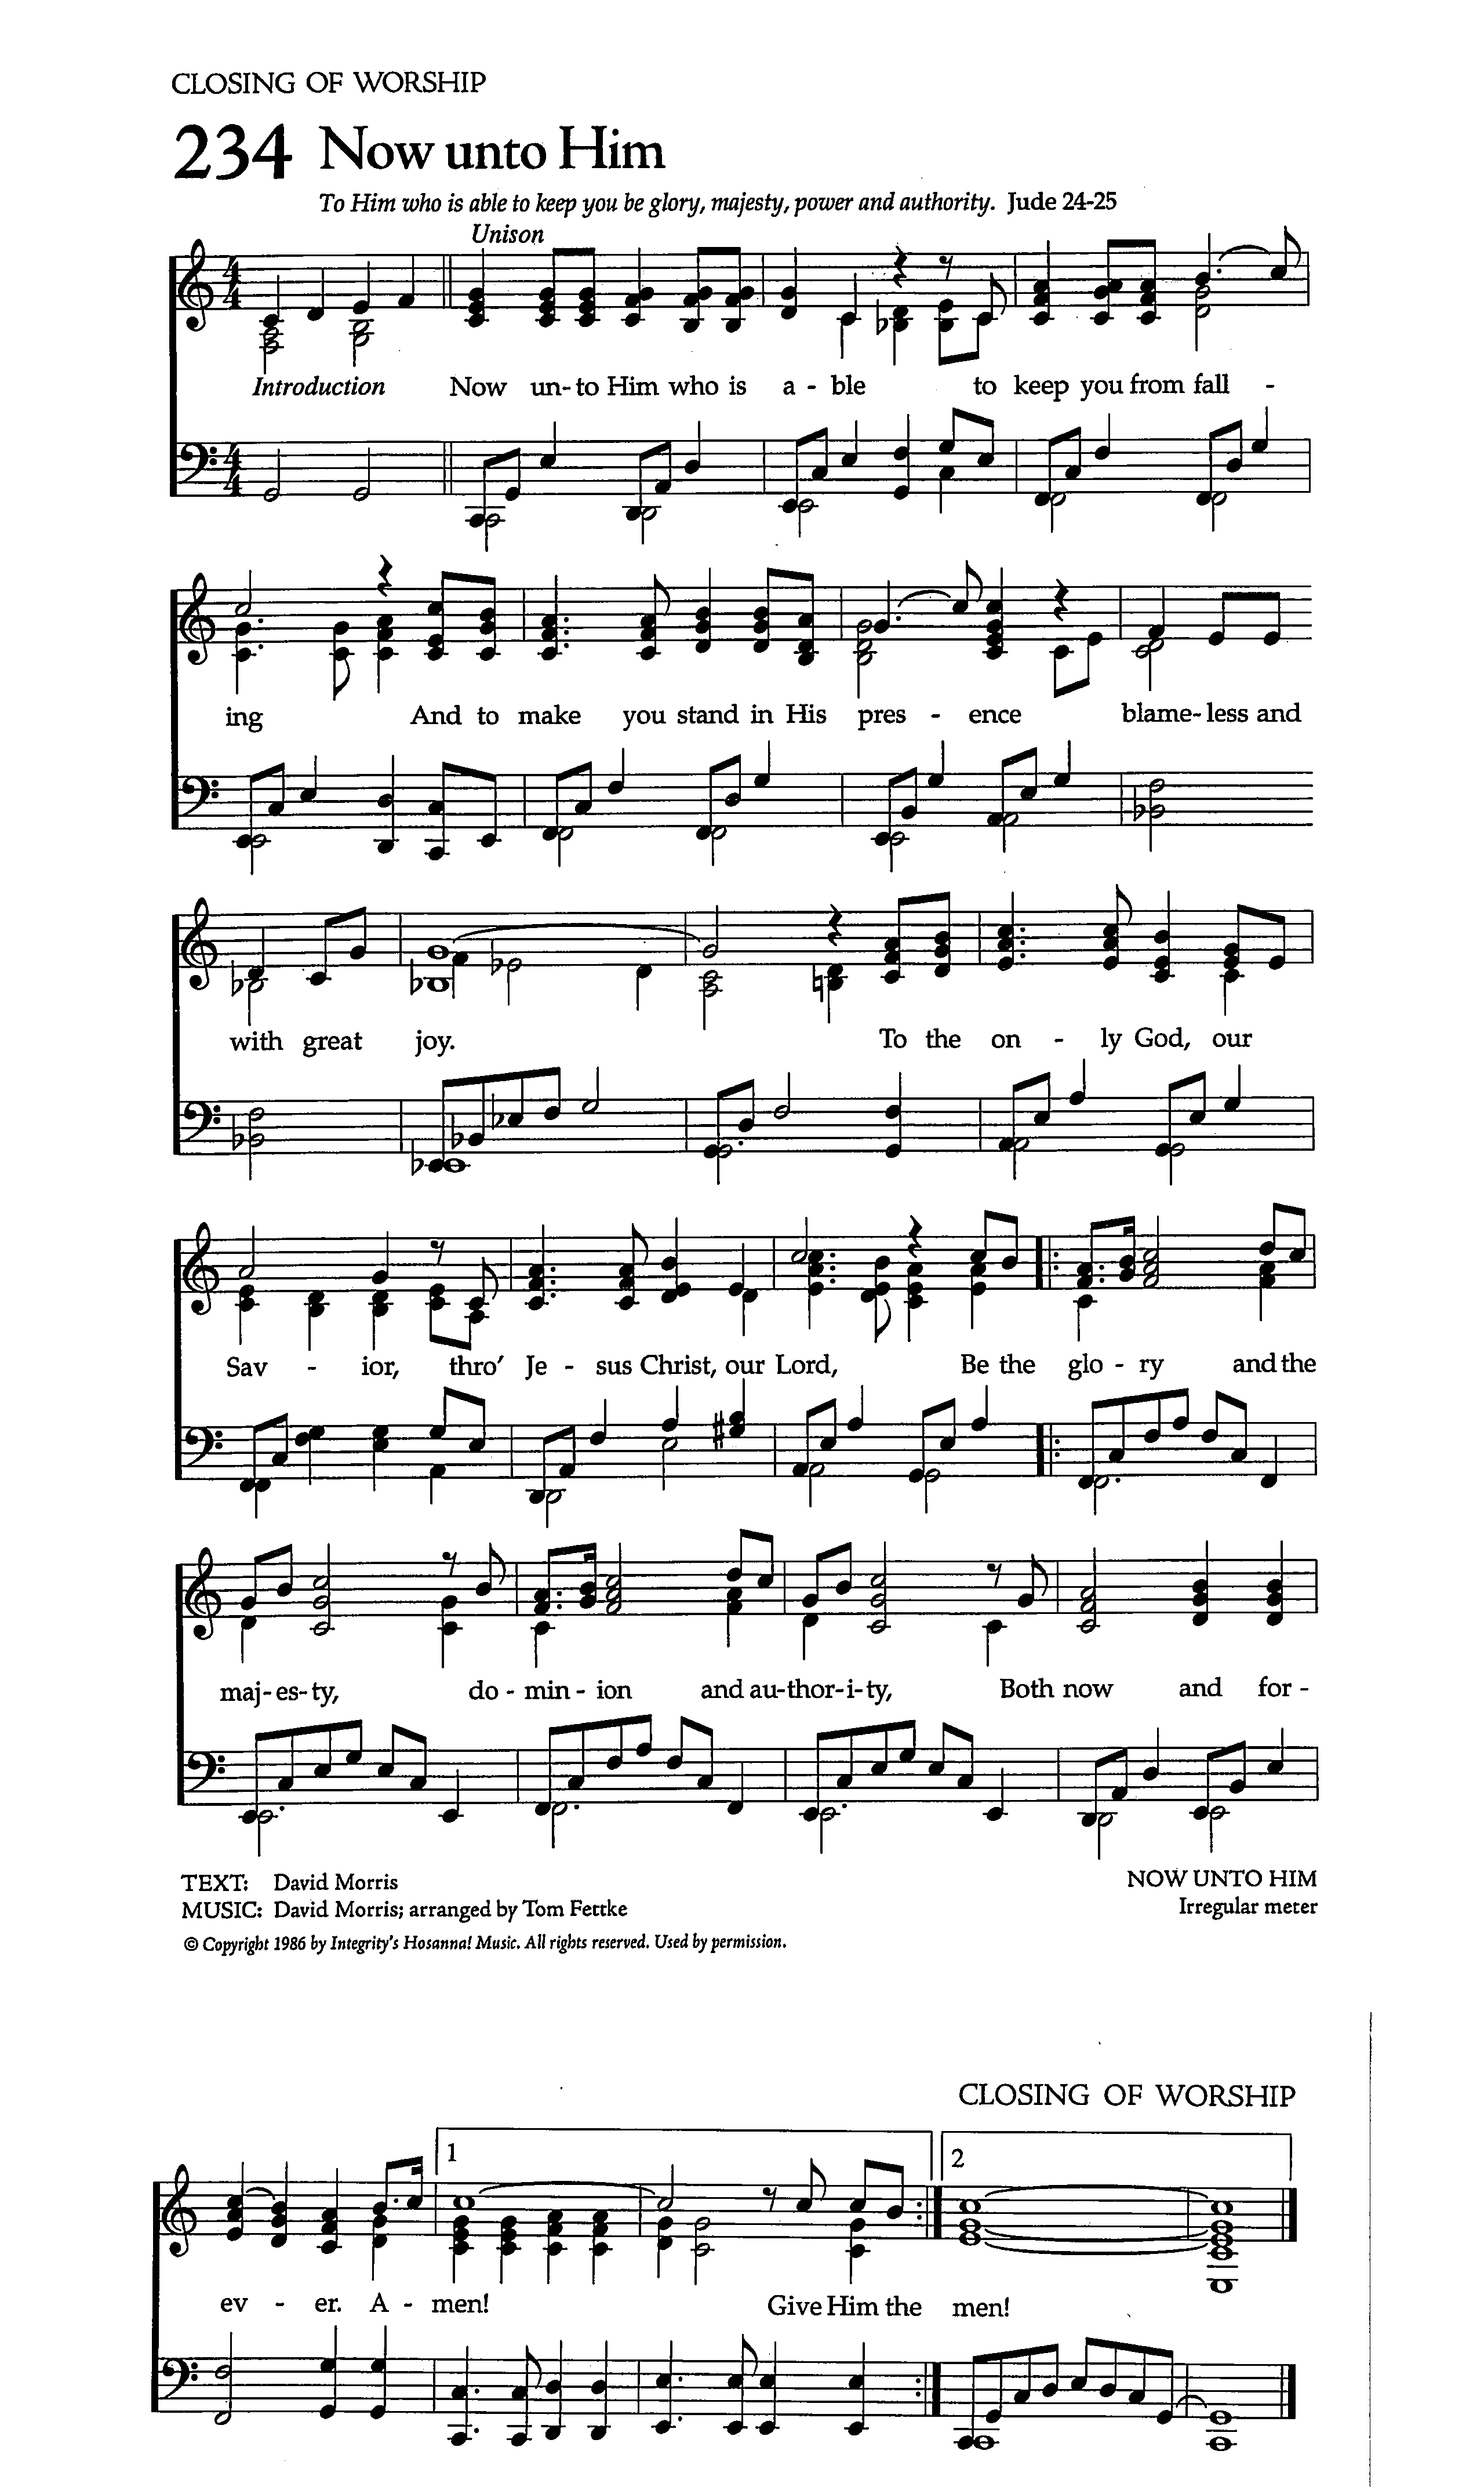 CLOSING OF WORSHIP
234 Now unto Him
To Him who is able to keep you be glory, majesty, power and authority. Jude 24-25
Unison
Introduction Now un-to Him who is a - ble to keep you from fall -
ing And to make you stand in His pres - ence blame-less and
with great joy. To the on - ly God, our
Sav - ior, thro' Je - sus Christ, our Lord, Be the glo - ry and the
maj-es-ty, do-min-ion and au-thor-i-ty, Both now and for-
TEXT: David Morris
NOW UNTO HIM
MUSIC: David Morris; arranged by Tom Fettke
Irregular meter
© Copyright 1986 by Integrity's Hosanna! Music. All rights reserved. Used by permission.
CLOSING OF WORSHIP
1 2
ev - er. A - men! Give Him the men!